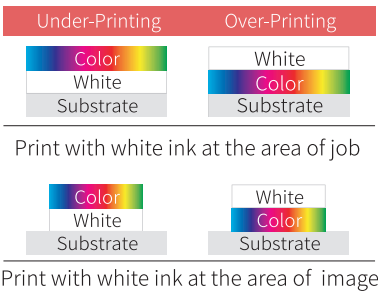 Under-Printing Over-Printing
Color White
White Color
Substrate Substrate
Print with white ink at the area of job
Color White
White Color
Substrate Substrate
Print with white ink at the area of image